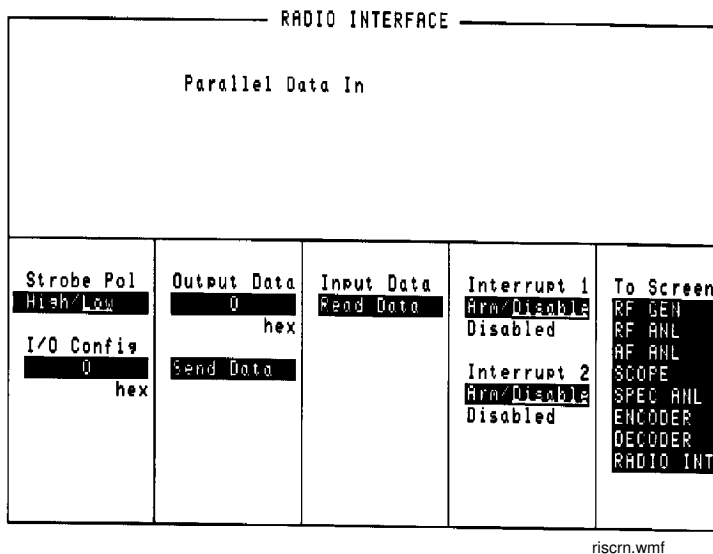 RADIO INTERFACE
Parallel Data In
Strobe Pol
High/Low
I/O Config
0
hex
Output Data
0
hex
Send Data
Input Data
Read Data
Interrupt 1
Arm/Disable
Disabled
Interrupt 2
Arm/Disable
Disabled
To Screen
RF GEN
RF ANL
AF ANL
SCOPE
SPEC ANL
ENCODER
DECODER
RADIO INT
riscrn.wmf